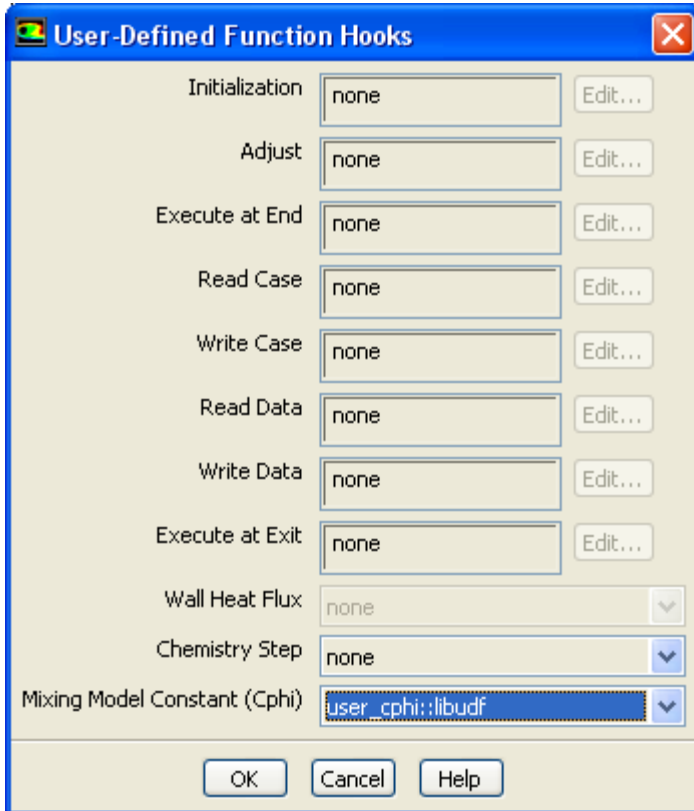 User-Defined Function Hooks
Initialization none Edit...
Adjust none Edit...
Execute at End none Edit...
Read Case none Edit...
Write Case none Edit...
Read Data none Edit...
Write Data none Edit...
Execute at Exit none Edit...
Wall Heat Flux none
Chemistry Step none
Mixing Model Constant (Cphi) user_cphi::libudf
OK Cancel Help